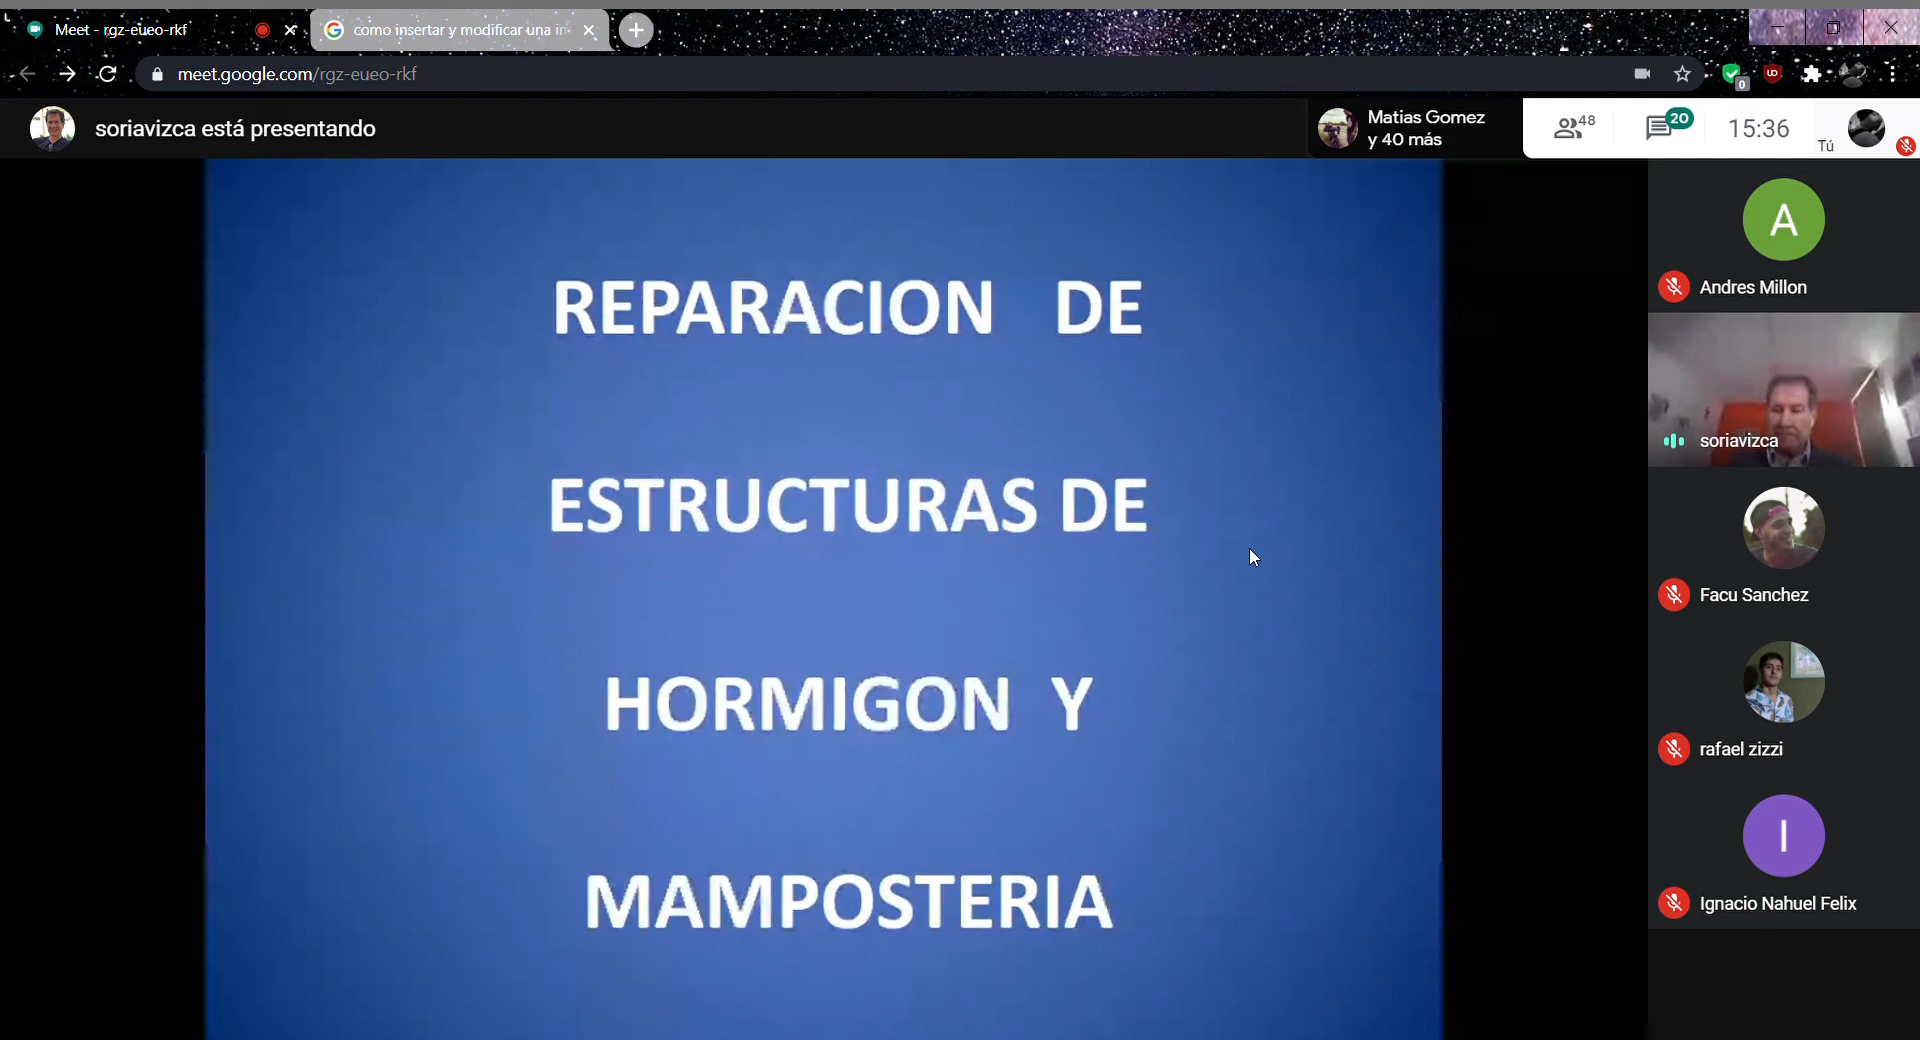 Meet - rgz-eueo-rkf
como insertar y modificar una im
meet.google.com/rgz-eueo-rkf
0
soriavizca está presentando
Matias Gomez
y 40 más
48
20
15:36
Tú
REPARACION DE
ESTRUCTURAS DE
HORMIGON Y
MAMPOSTERIA
A
Andres Millon
soriavizca
Facu Sanchez
rafael zizzi
I
Ignacio Nahuel Felix